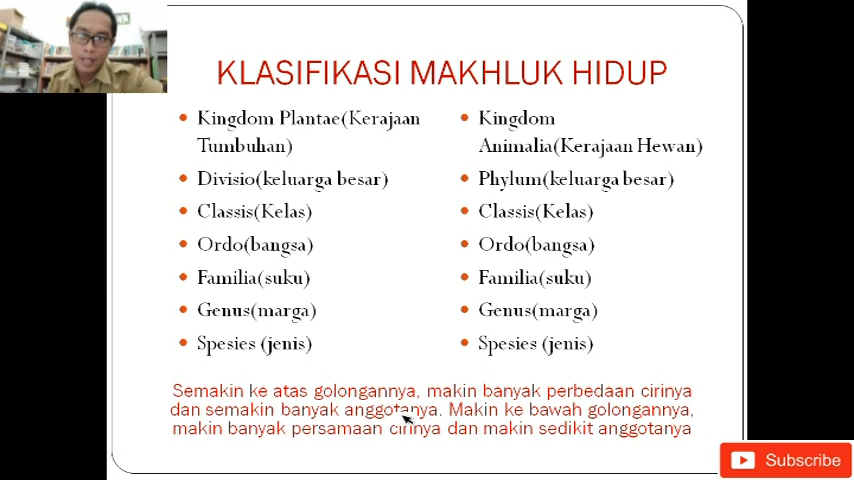 KLASIFIKASI MAKHLUK HIDUP
Kingdom Plantae(Kerajaan
Tumbuhan)
Divisio(keluarga besar)
Classis(Kelas)
Ordo(bangsa)
Familia(suku)
Genus(marga)
Spesies (jenis)
Kingdom
Animalia(Kerajaan Hewan)
Phylum(keluarga besar)
Classis(Kelas)
Ordo(bangsa)
Familia(suku)
Genus(marga)
Spesies (jenis)
Semakin ke atas golongannya, makin banyak perbedaan cirinya
dan semakin banyak anggotanya. Makin ke bawah golongannya,
makin banyak persamaan cirinya dan makin sedikit anggotanya
Subscribe